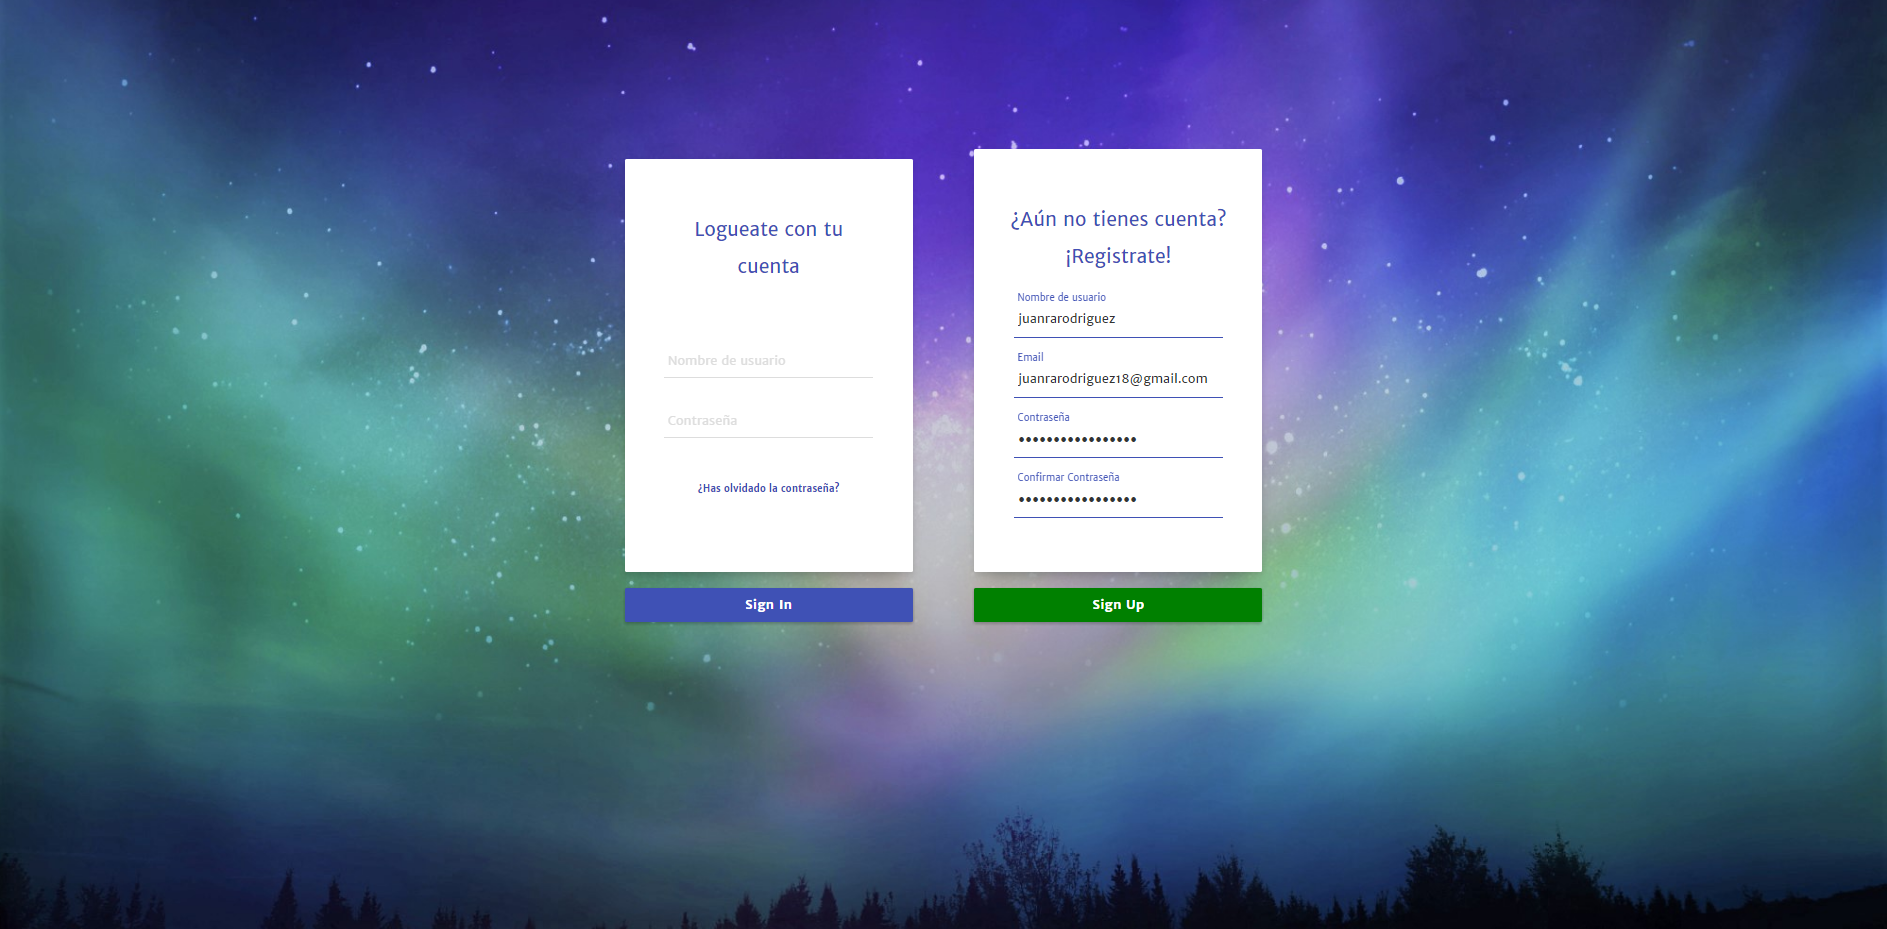 Logueate con tu
cuenta
Nombre de usuario
Contraseña
¿Has olvidado la contraseña?
Sign In
¿Aún no tienes cuenta?
¡Registrate!
Nombre de usuario
juanrarodriguez
Email
juanrarodriguez18@gmail.com
Contraseña
•••••••••••••••••
Confirmar Contraseña
•••••••••••••••••
Sign Up